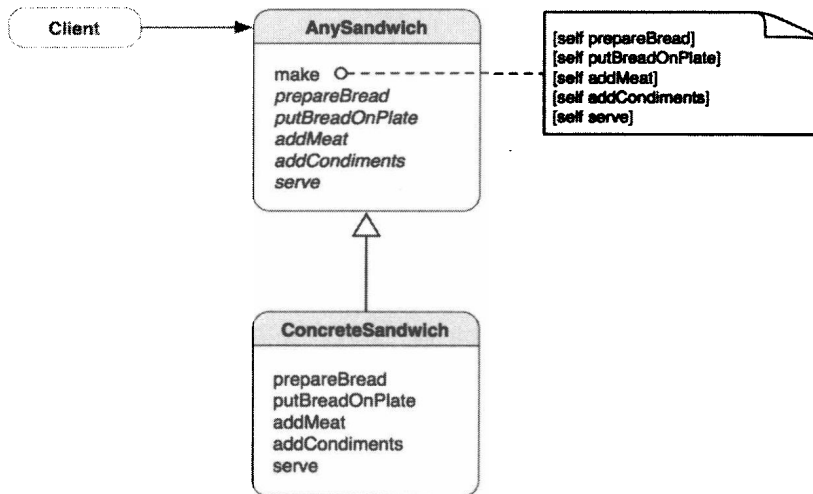 Client
AnySandwich
make
prepareBread
putBreadOnPlate
addMeat
addCondiments
serve
[self prepareBread]
[self putBreadOnPlate]
[self addMeat]
[self addCondiments]
[self serve]
ConcreteSandwich
prepareBread
putBreadOnPlate
addMeat
addCondiments
serve